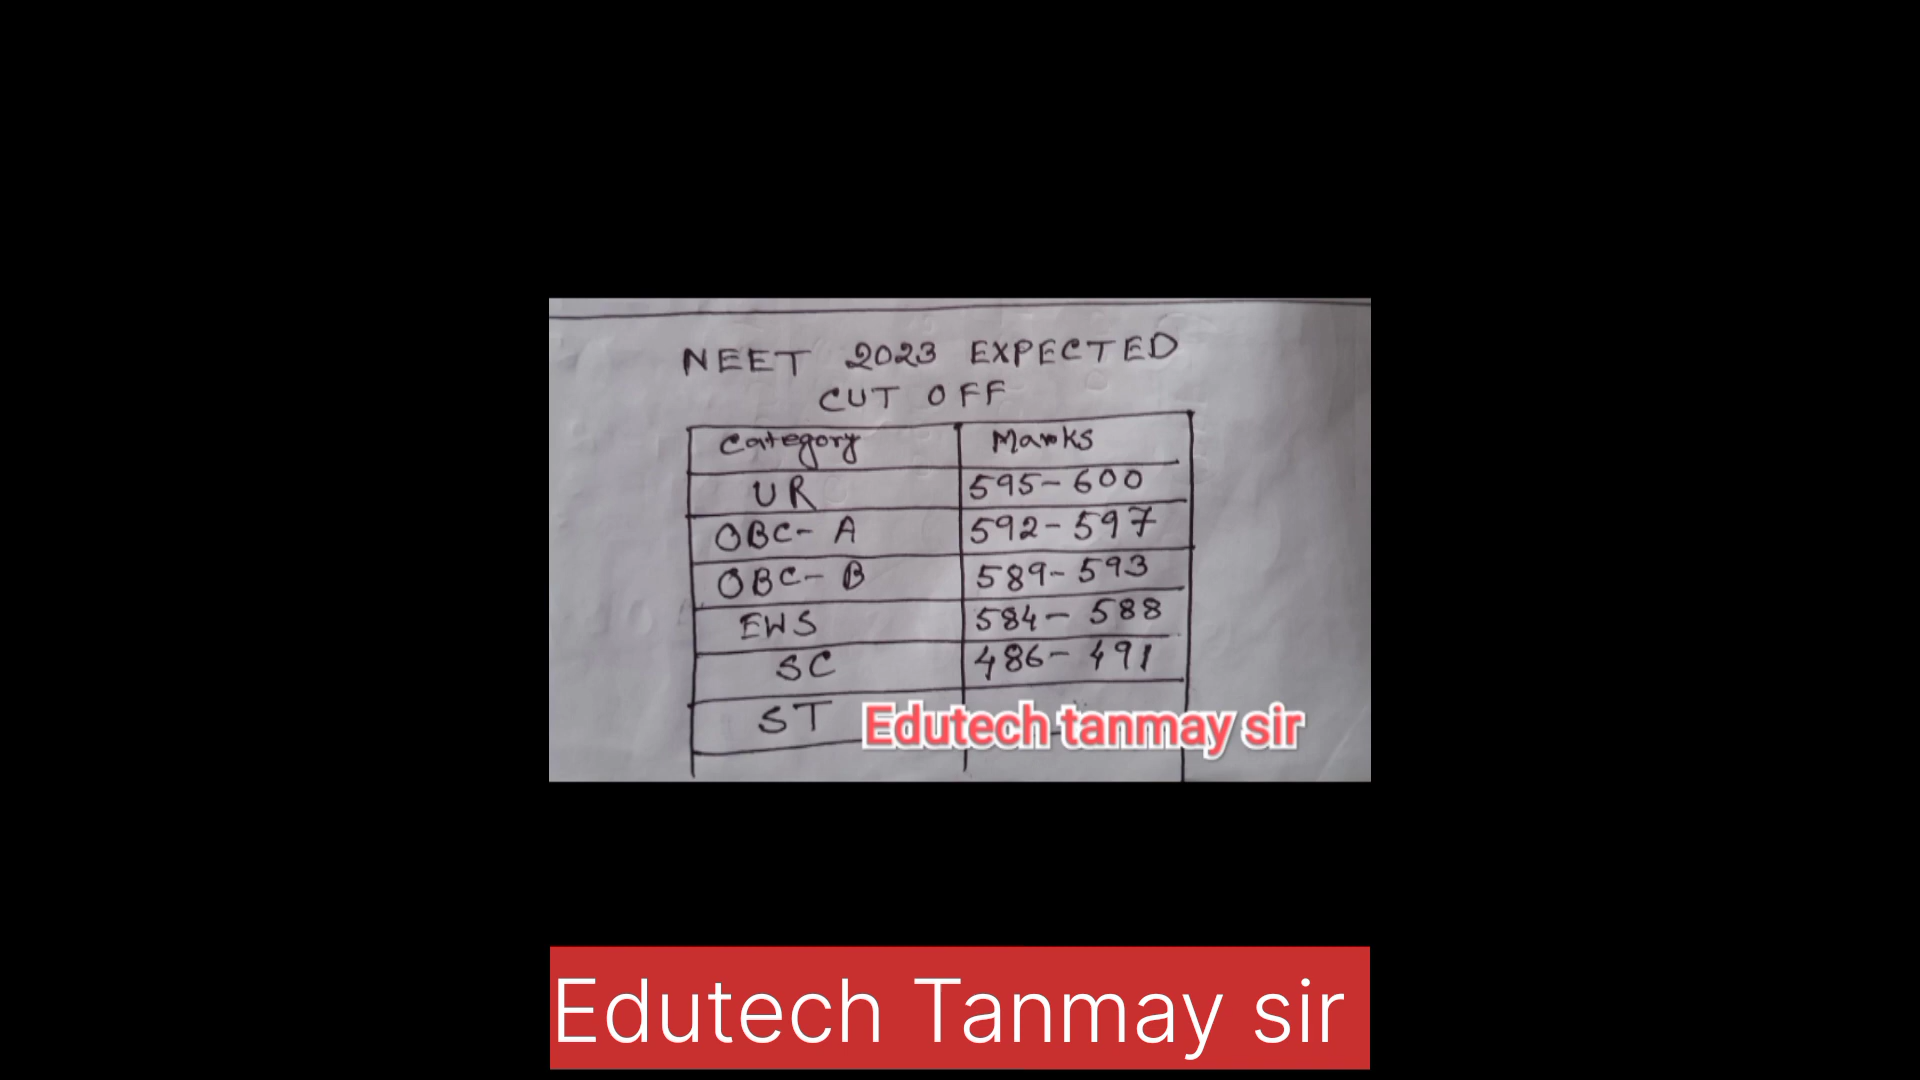 NEET 2023 EXPECTED
CUT OFF
Category Marks
UR 595-600
OBC-A 592-597
OBC-B 589-593
EWS 584-588
SC 486-491
ST
Edutech tanmay sir
Edutech Tanmay sir